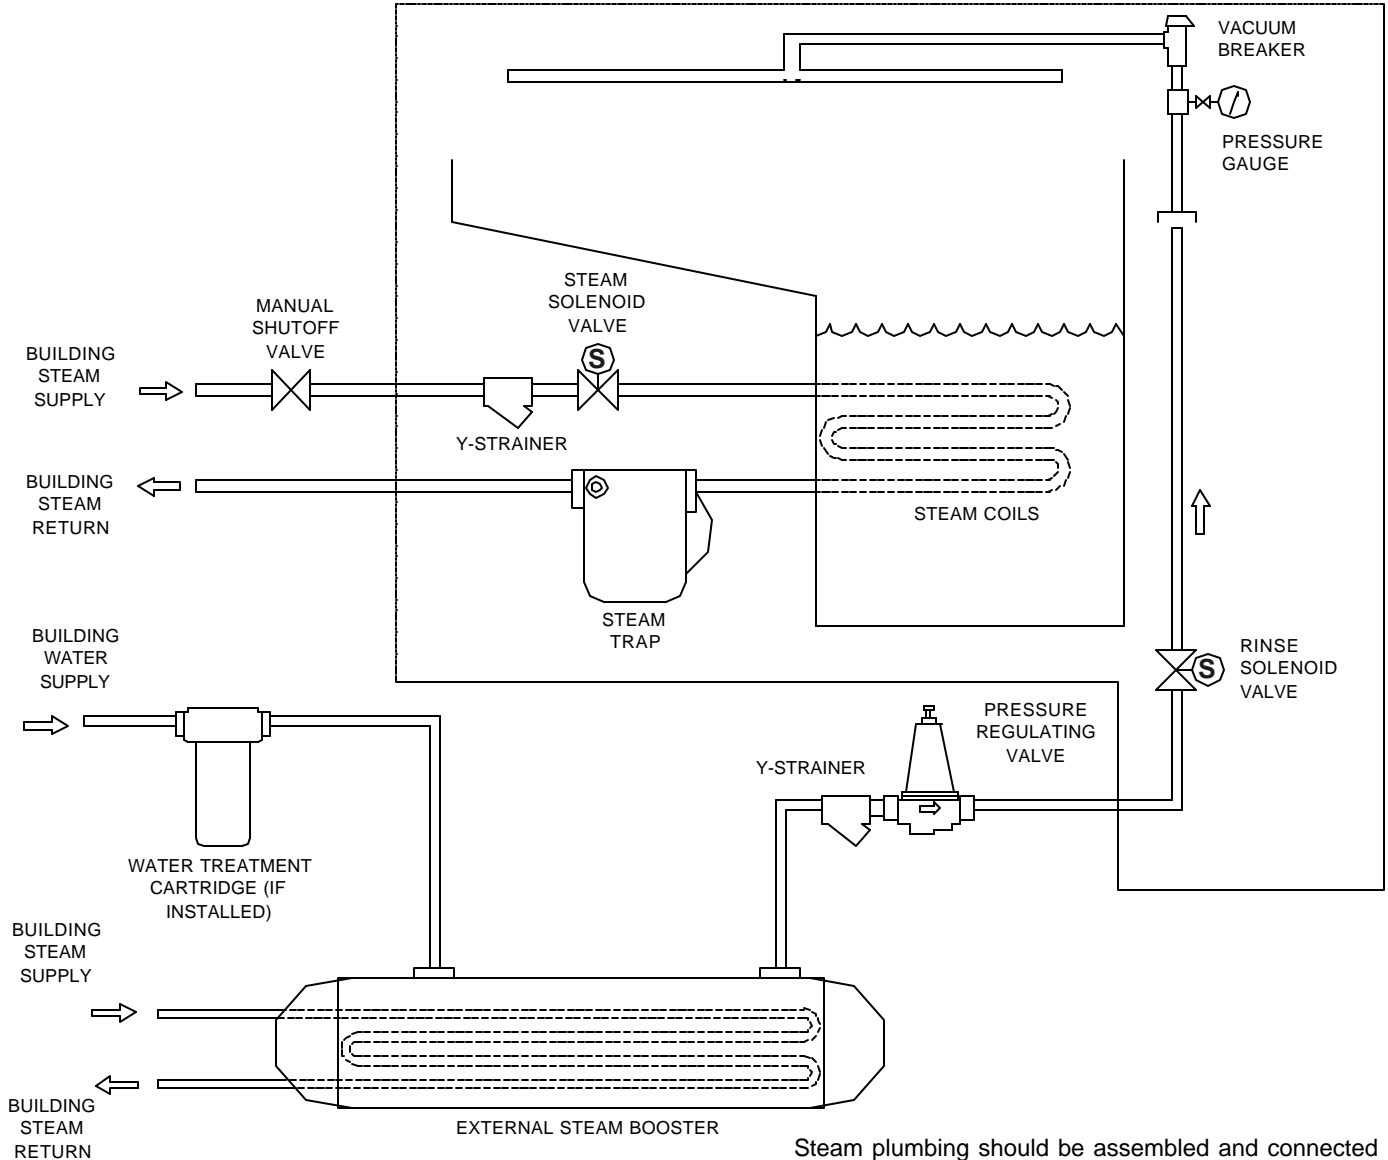 VACUUM
BREAKER
PRESSURE
GAUGE
STEAM
SOLENOID
VALVE
S
MANUAL
SHUTOFF
VALVE
BUILDING
STEAM
SUPPLY
Y-STRAINER
BUILDING
STEAM
RETURN
STEAM COILS
STEAM
TRAP
BUILDING
WATER
SUPPLY
RINSE
SOLENOID
VALVE
S
PRESSURE
REGULATING
VALVE
Y-STRAINER
WATER TREATMENT
CARTRIDGE (IF
INSTALLED)
BUILDING
STEAM
SUPPLY
BUILDING
STEAM
RETURN
EXTERNAL STEAM BOOSTER
Steam plumbing should be assembled and connected